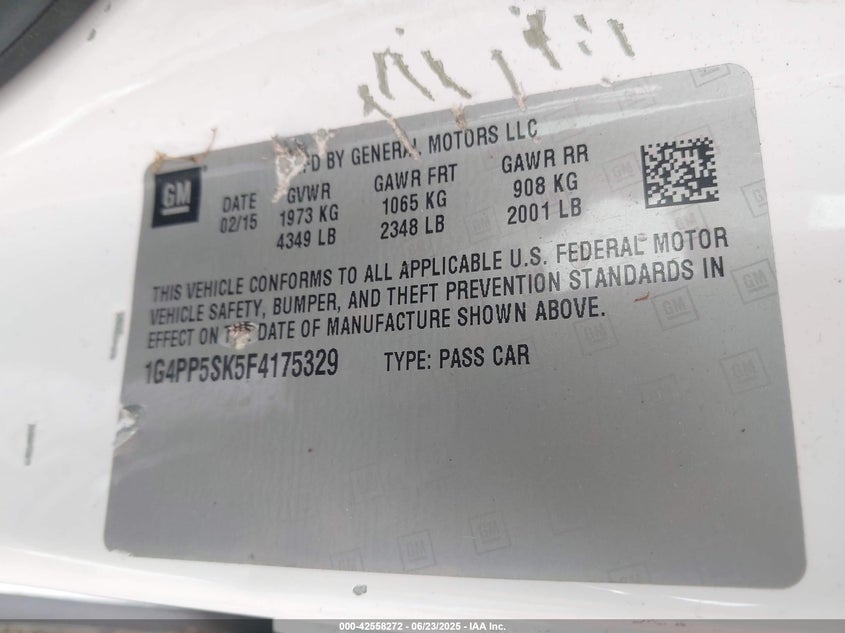 MFD BY GENERAL MOTORS LLC
GM
DATE
02/15
GVWR
1973 KG
4349 LB
GAWR FRT
1065 KG
2348 LB
GAWR RR
908 KG
2001 LB
THIS VEHICLE CONFORMS TO ALL APPLICABLE U.S. FEDERAL MOTOR
VEHICLE SAFETY, BUMPER, AND THEFT PREVENTION STANDARDS IN
EFFECT ON THE DATE OF MANUFACTURE SHOWN ABOVE.
1G4PP5SK5F4175329 TYPE: PASS CAR
000-42558272 - 06/23/2025 - IAA Inc.